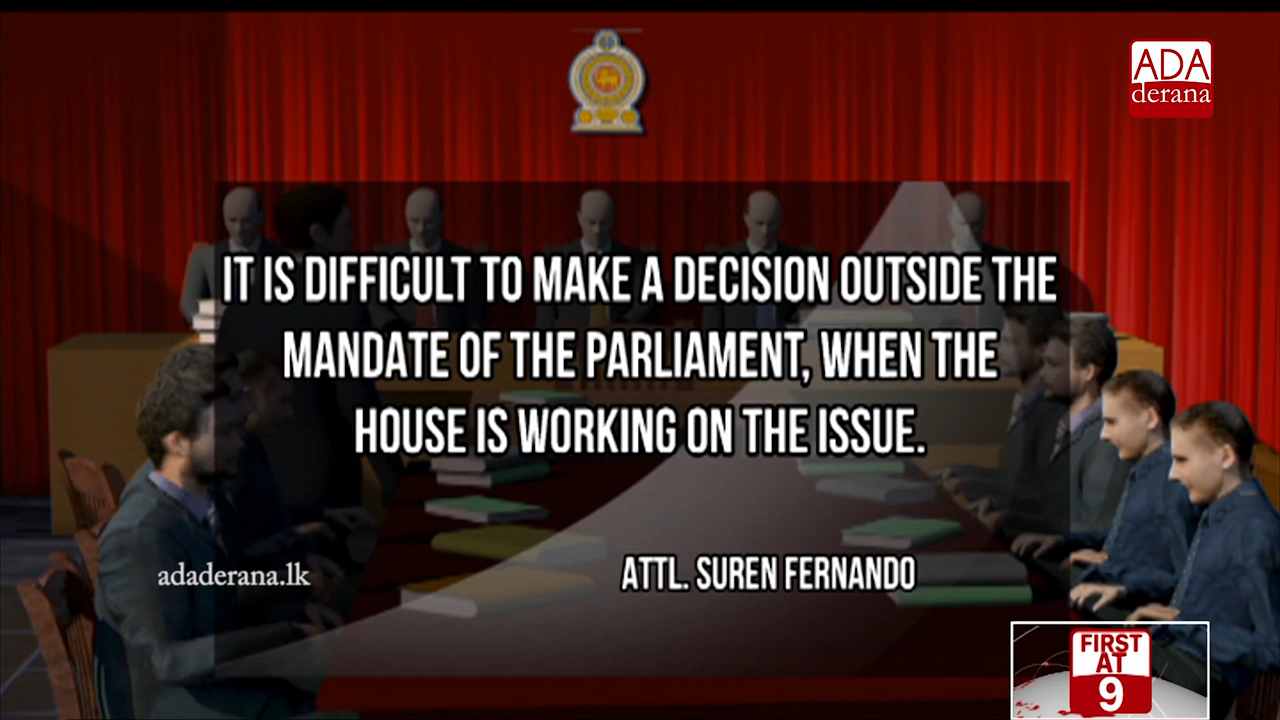 ADA
derana
IT IS DIFFICULT TO MAKE A DECISION OUTSIDE THE
MANDATE OF THE PARLIAMENT, WHEN THE
HOUSE IS WORKING ON THE ISSUE.
adaderana.lk
ATTL. SUREN FERNANDO
FIRST
AT
9